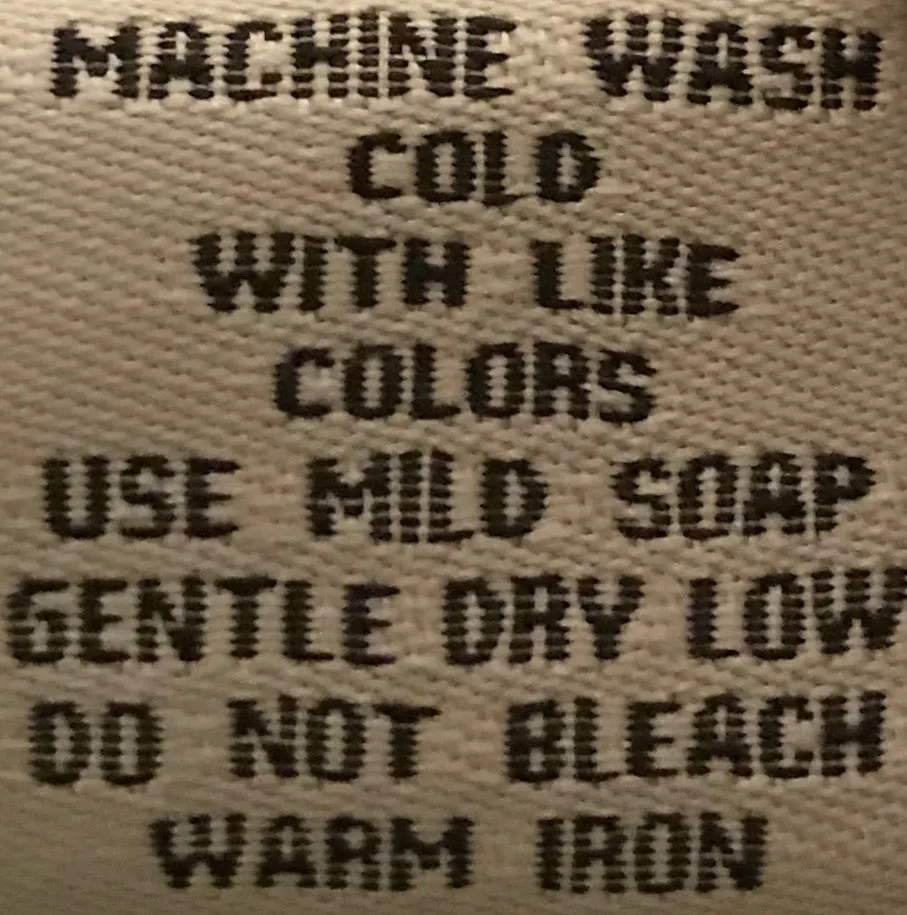 MACHINE WASH
COLD
WITH LIKE
COLORS
USE MILD SOAP
GENTLE DRY LOW
DO NOT BLEACH
WARM IRON